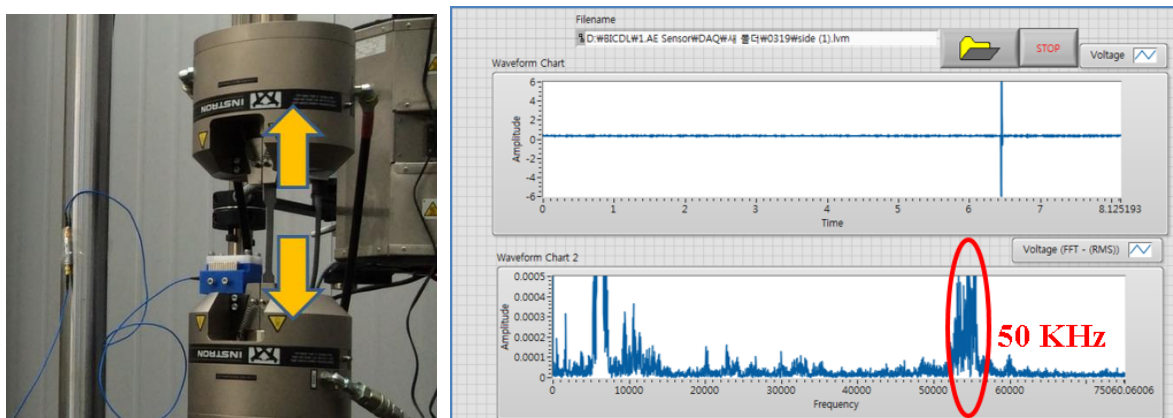 INSTRON
INSTRON
Filename
D:₩BICDL₩1.AE Sensor₩DAQ₩새 폴더₩0319₩side (1).lvm
STOP
Waveform Chart
Voltage
6
4
2
0
-2
-4
-6
Amplitude
0 1 2 3 4 5 6 7 8.125193
Time
Waveform Chart 2
Voltage (FFT - (RMS))
0.0005
0.0004
0.0003
0.0002
0.0001
0
Amplitude
50 KHz
0 10000 20000 30000 40000 50000 60000 75060.06006
Frequency